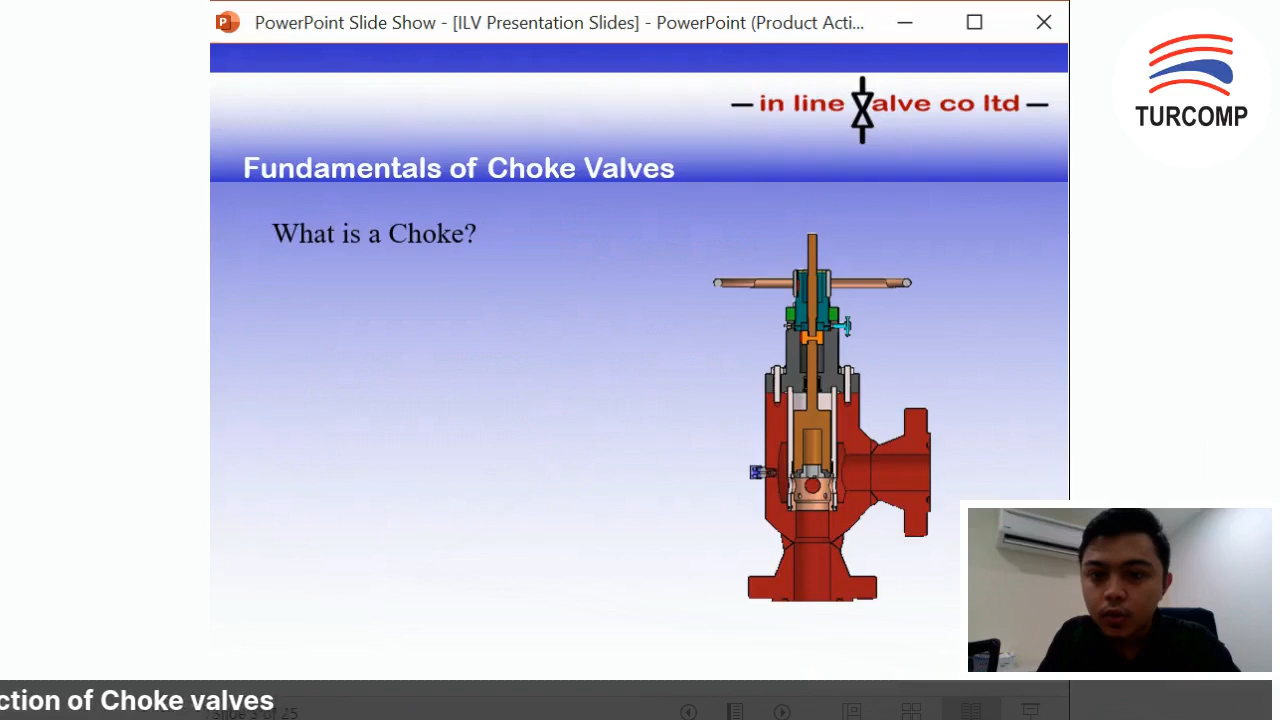 PowerPoint Slide Show - [ILV Presentation Slides] - PowerPoint (Product Acti...
TURCOMP
in line valve co ltd
Fundamentals of Choke Valves
What is a Choke?
ction of Choke valves
Slide 3 of 25